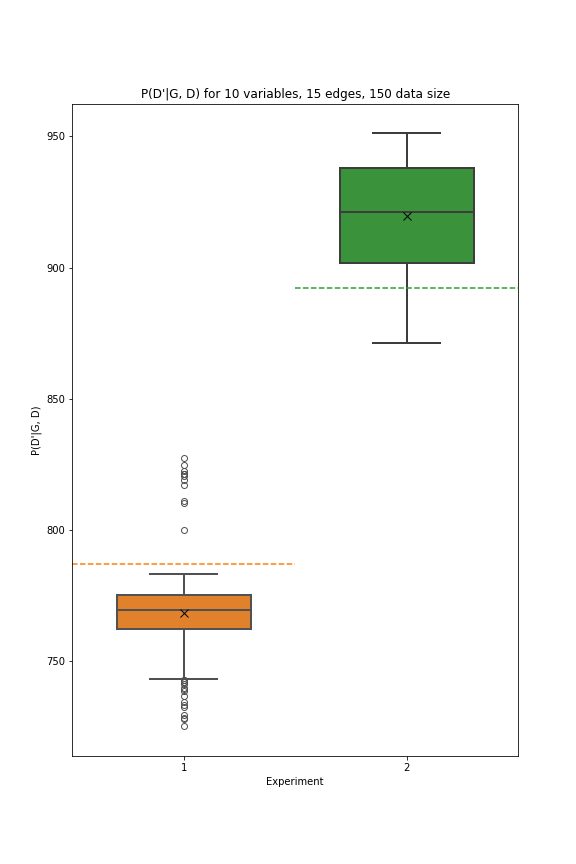 P(D'|G, D) for 10 variables, 15 edges, 150 data size
950
900
850
800
750
P(D'|G, D)
1
2
Experiment